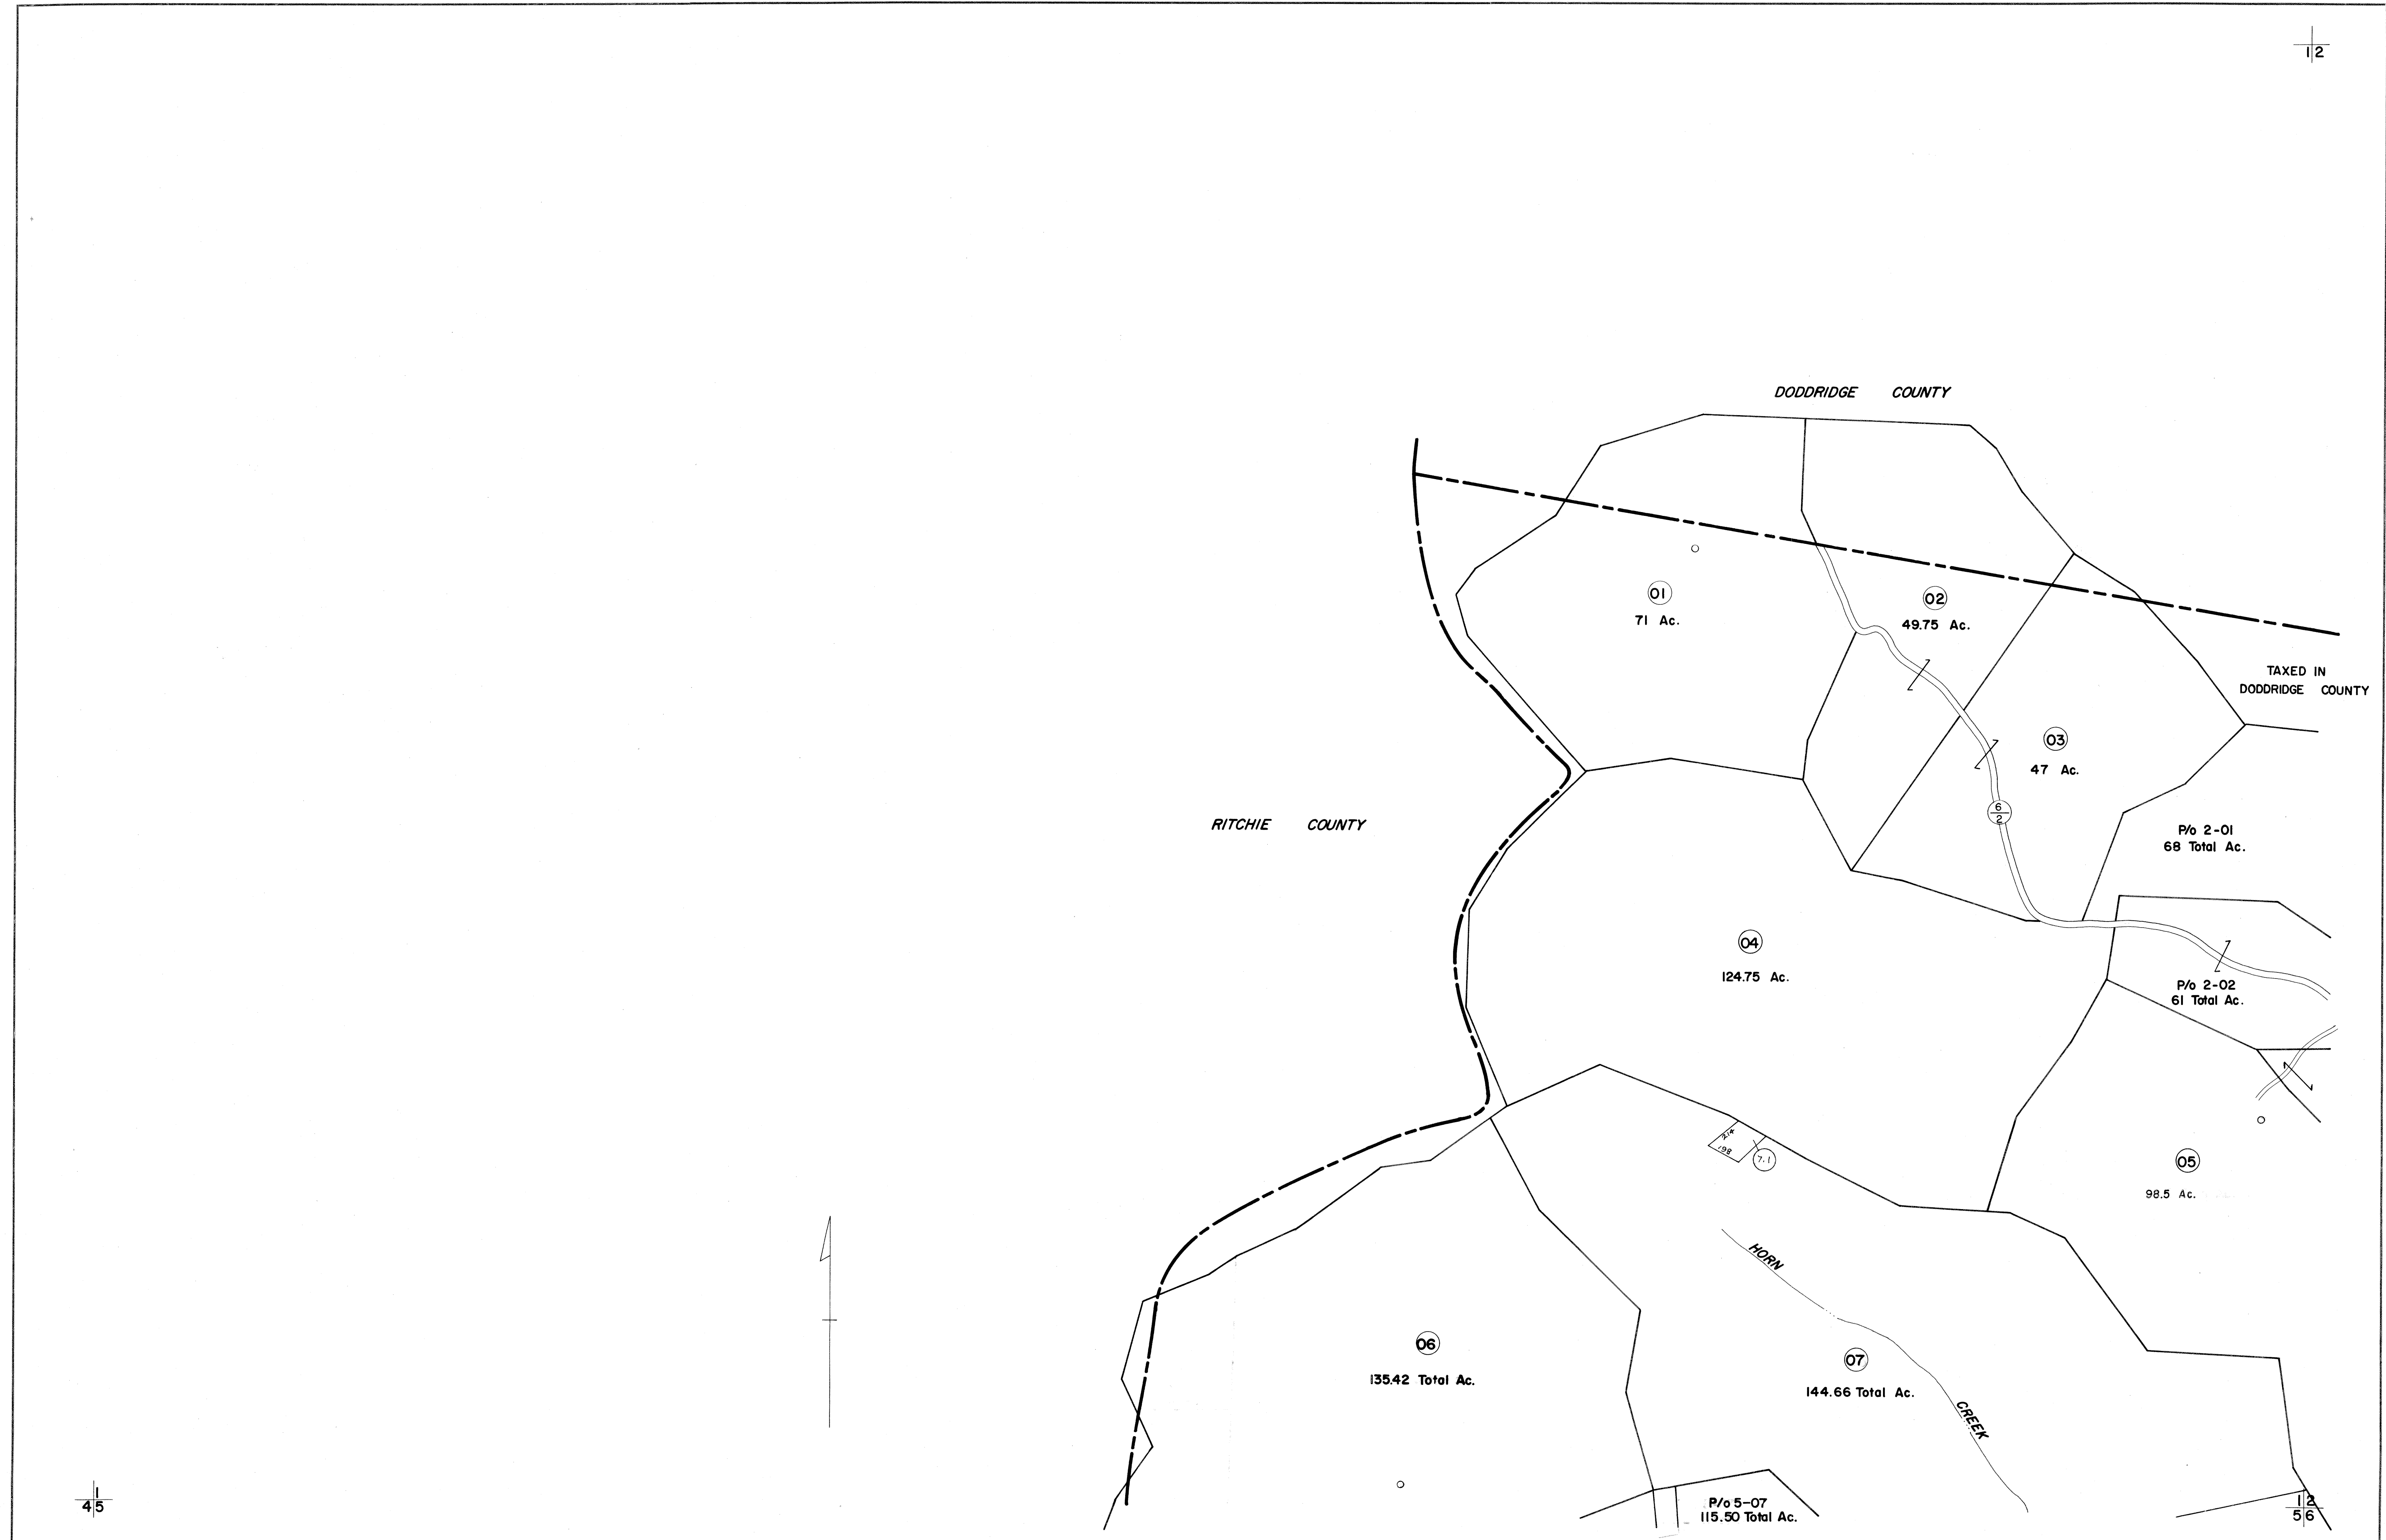 1 2
DODDRIDGE COUNTY
01
71 Ac.
02
49.75 Ac.
TAXED IN
DODDRIDGE COUNTY
03
47 Ac.
6
2
RITCHIE COUNTY
P/o 2-01
68 Total Ac.
04
124.75 Ac.
P/o 2-02
61 Total Ac.
214
198
7.1
05
98.5 Ac.
HORN
CREEK
06
135.42 Total Ac.
07
144.66 Total Ac.
P/o 5-07
115.50 Total Ac.
1
4 5
1 2
5 6